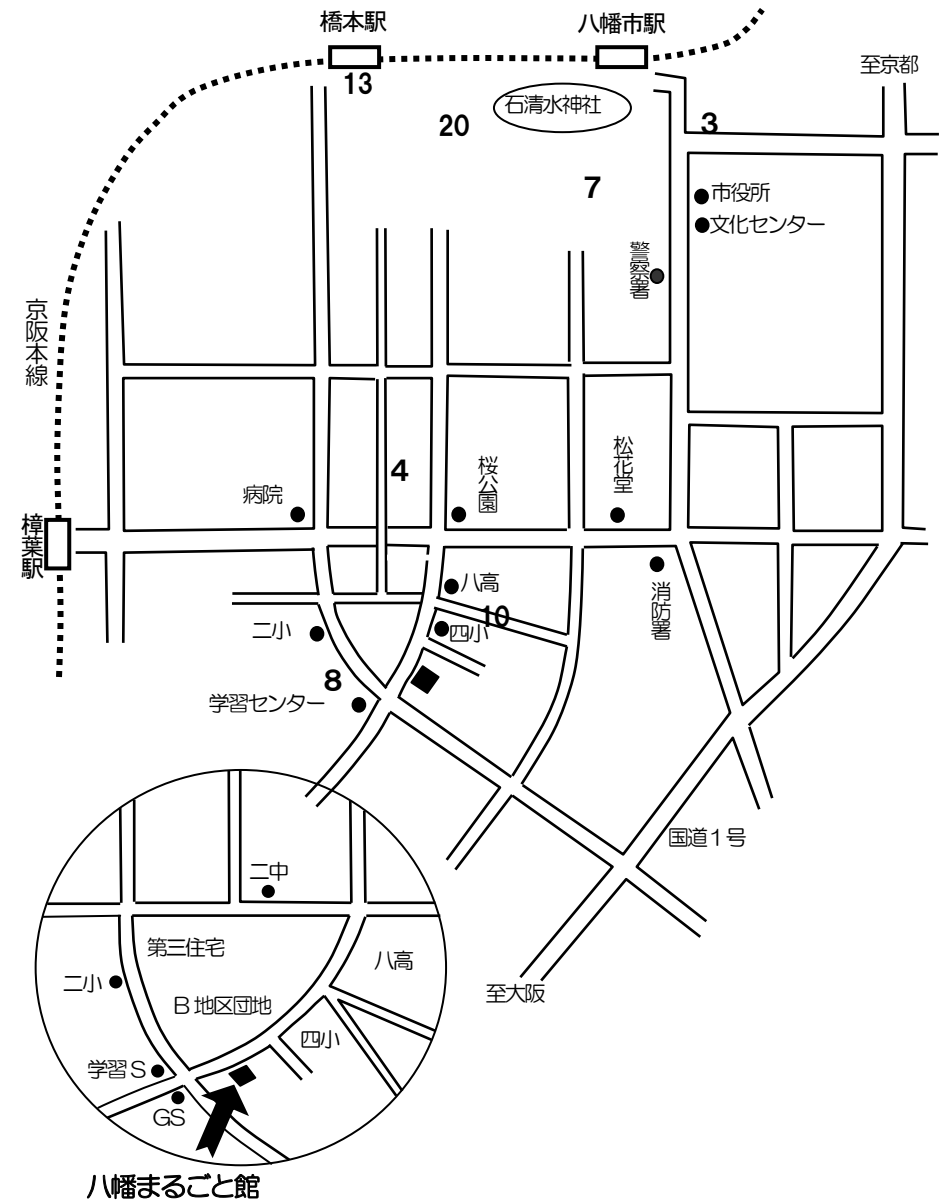 橋本駅
八幡市駅
至京都
13
石清水神社
20
3
7
●市役所
●文化センター
警察署
京阪本線
松花堂
桜公園
4
病院
樟葉駅
八高
消防署
10
二小
四小
8
学習センター
国道1号
二中
第三住宅
八高
二小
B地区団地
至大阪
四小
学習S
GS
八幡まるごと館